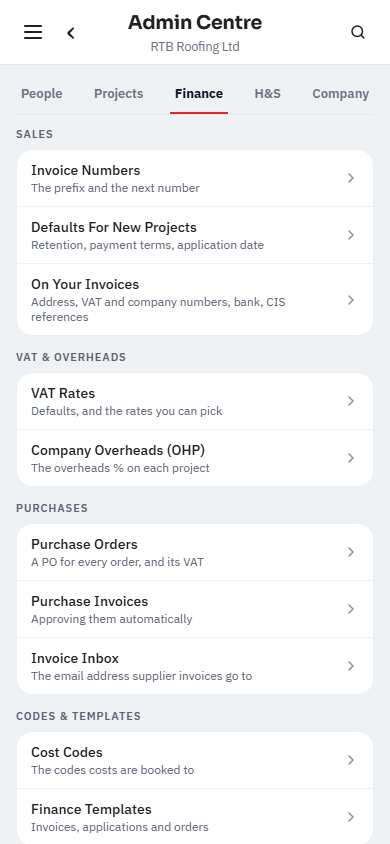 Admin Centre
RTB Roofing Ltd
People Projects Finance H&S Company
SALES
Invoice Numbers
The prefix and the next number
Defaults For New Projects
Retention, payment terms, application date
On Your Invoices
Address, VAT and company numbers, bank, CIS
references
VAT & OVERHEADS
VAT Rates
Defaults, and the rates you can pick
Company Overheads (OHP)
The overheads % on each project
PURCHASES
Purchase Orders
A PO for every order, and its VAT
Purchase Invoices
Approving them automatically
Invoice Inbox
The email address supplier invoices go to
CODES & TEMPLATES
Cost Codes
The codes costs are booked to
Finance Templates
Invoices, applications and orders